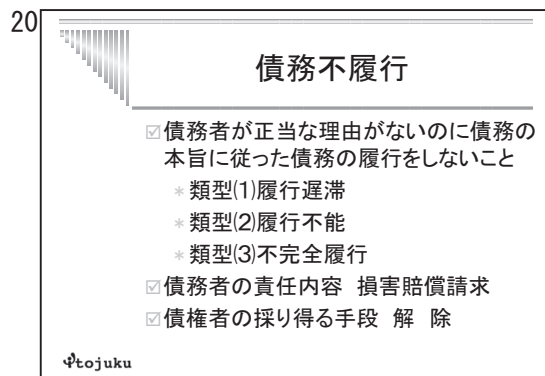 20
債務不履行
☑債務者が正当な理由がないのに債務の
本旨に従った債務の履行をしないこと
*類型⑴履行遅滞
*類型⑵履行不能
*類型⑶不完全履行
☑債務者の責任内容 損害賠償請求
☑債権者の採り得る手段 解 除
tojuku